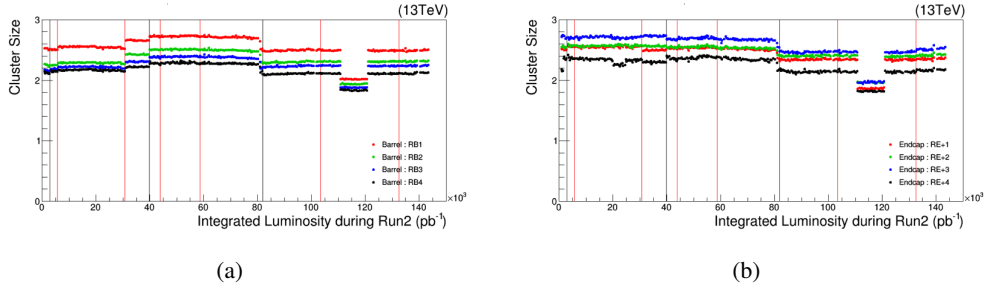 (13TeV)
Cluster Size
3
2
1
0
Barrel : RB1
Barrel : RB2
Barrel : RB3
Barrel : RB4
0 20 40 60 80 100 120 140
×10³
Integrated Luminosity during Run2 (pb⁻¹)
(a)
(13TeV)
Cluster Size
3
2
1
0
Endcap : RE+1
Endcap : RE+2
Endcap : RE+3
Endcap : RE+4
0 20 40 60 80 100 120 140
×10³
Integrated Luminosity during Run2 (pb⁻¹)
(b)